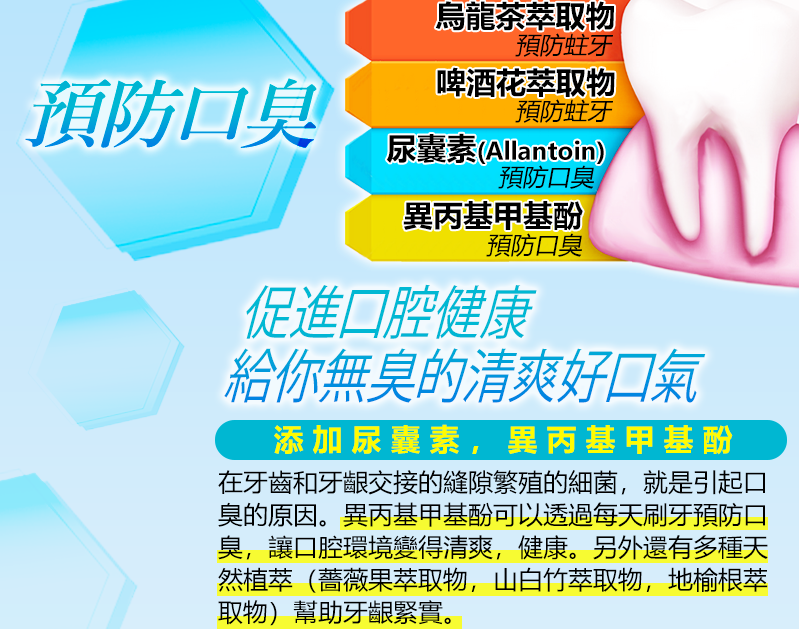 烏龍茶萃取物
預防蛀牙
啤酒花萃取物
預防蛀牙
預防口臭
尿囊素(Allantoin)
預防口臭
異丙基甲基酚
預防口臭
促進口腔健康
給你無臭的清爽好口氣
添加尿囊素，異丙基甲基酚
在牙齒和牙齦交接的縫隙繁殖的細菌，就是引起口
臭的原因。異丙基甲基酚可以透過每天刷牙預防口
臭，讓口腔環境變得清爽，健康。另外還有多種天
然植萃（薔薇果萃取物，山白竹萃取物，地榆根萃
取物）幫助牙齦緊實。